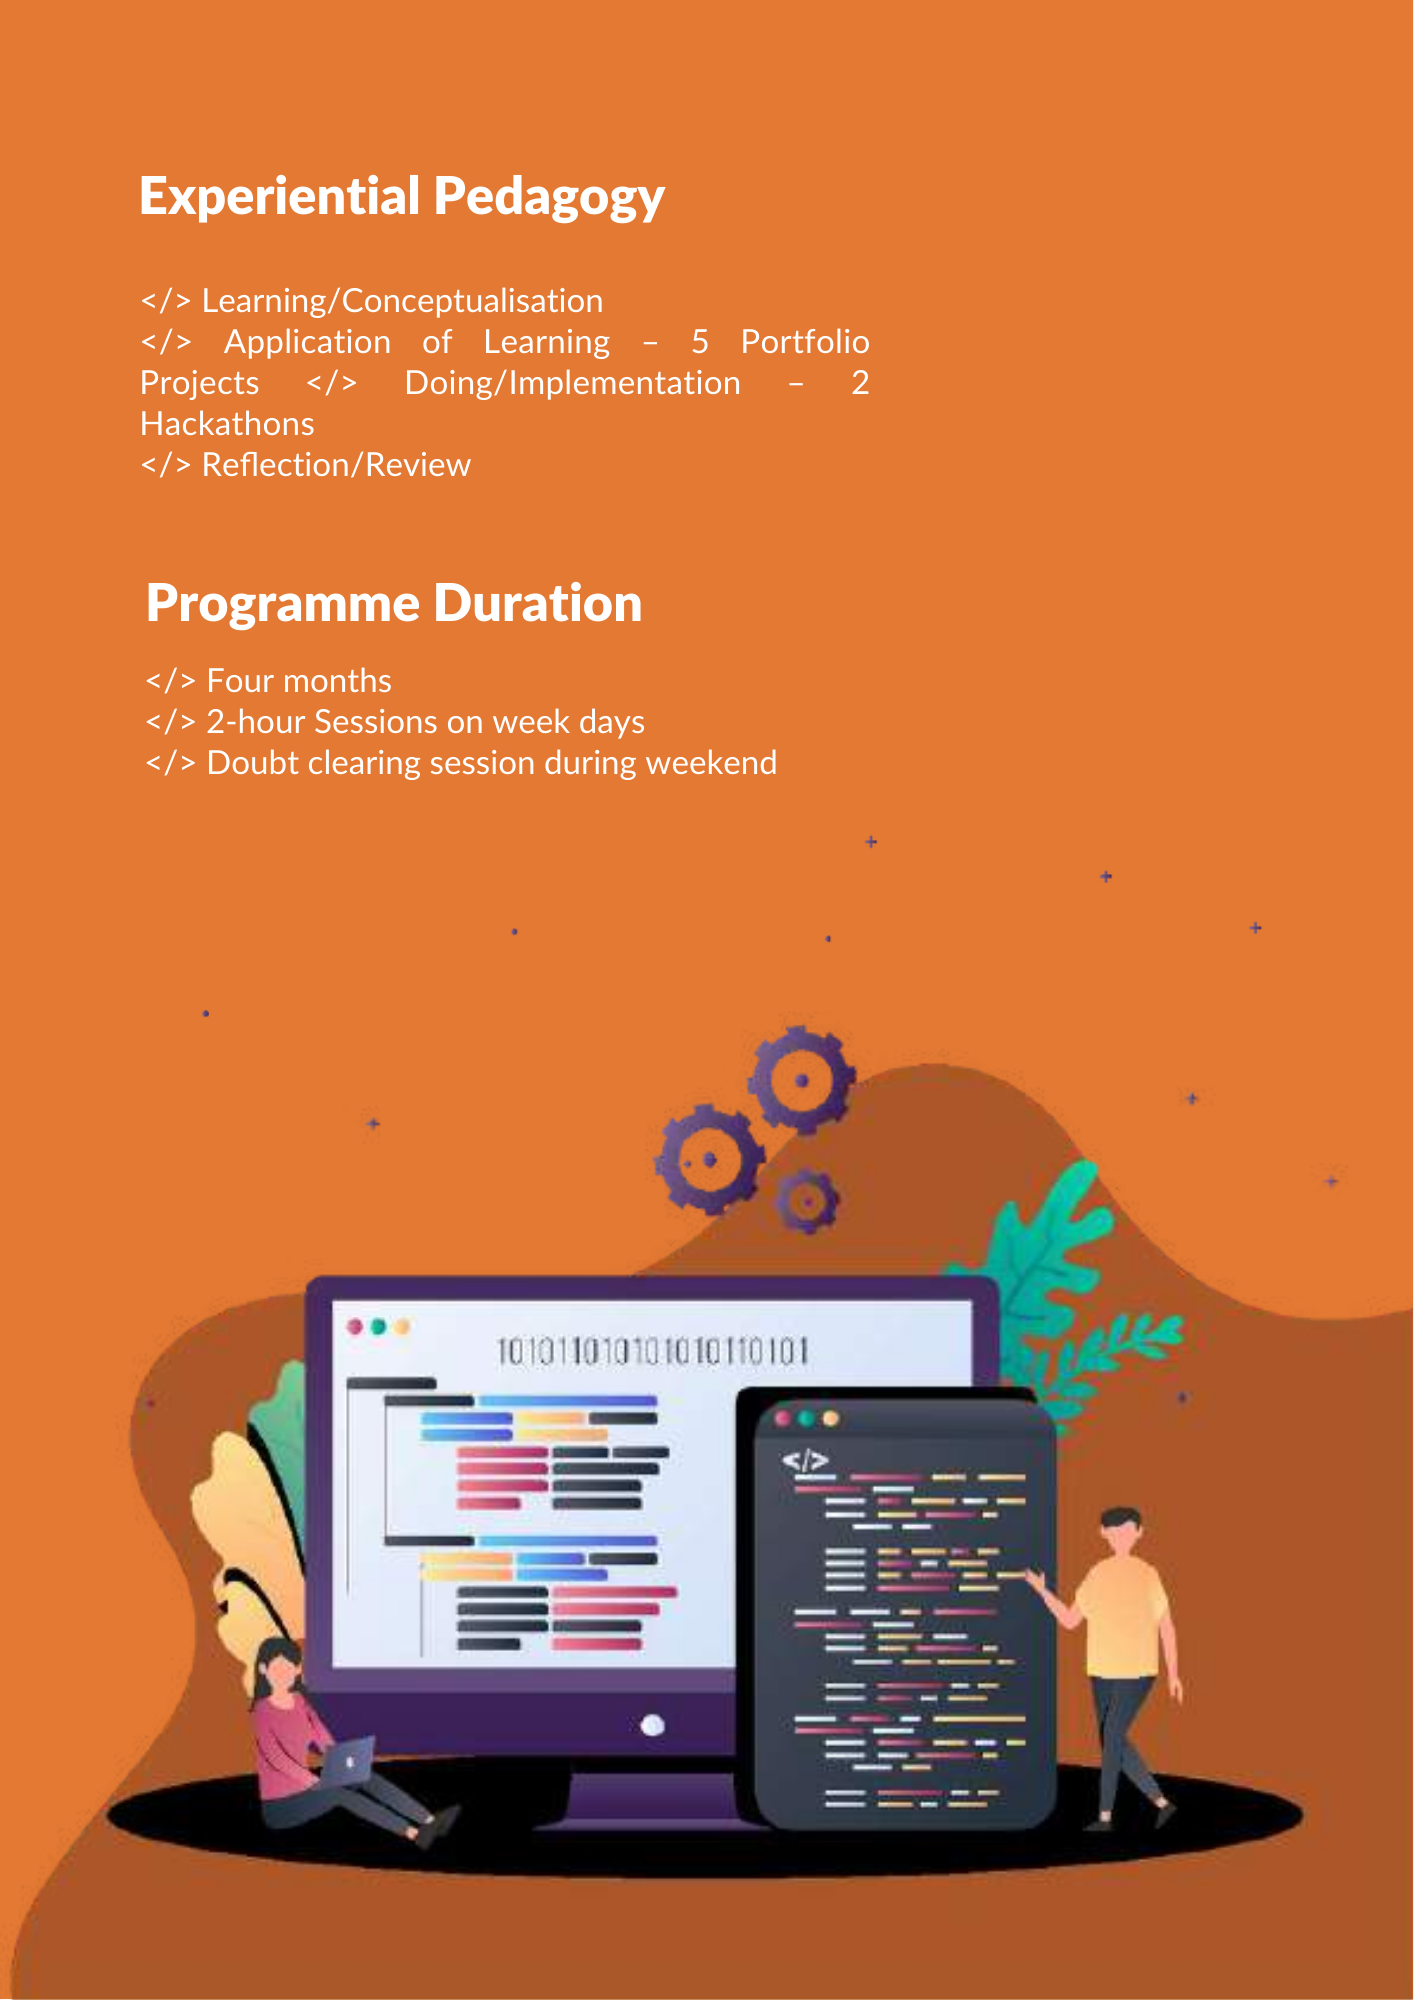 Experiential Pedagogy
</> Learning/Conceptualisation
</> Application of Learning – 5 Portfolio
Projects </> Doing/Implementation – 2
Hackathons
</> Reflection/Review
Programme Duration
</> Four months
</> 2-hour Sessions on week days
</> Doubt clearing session during weekend
1010110101010101010110101
</>